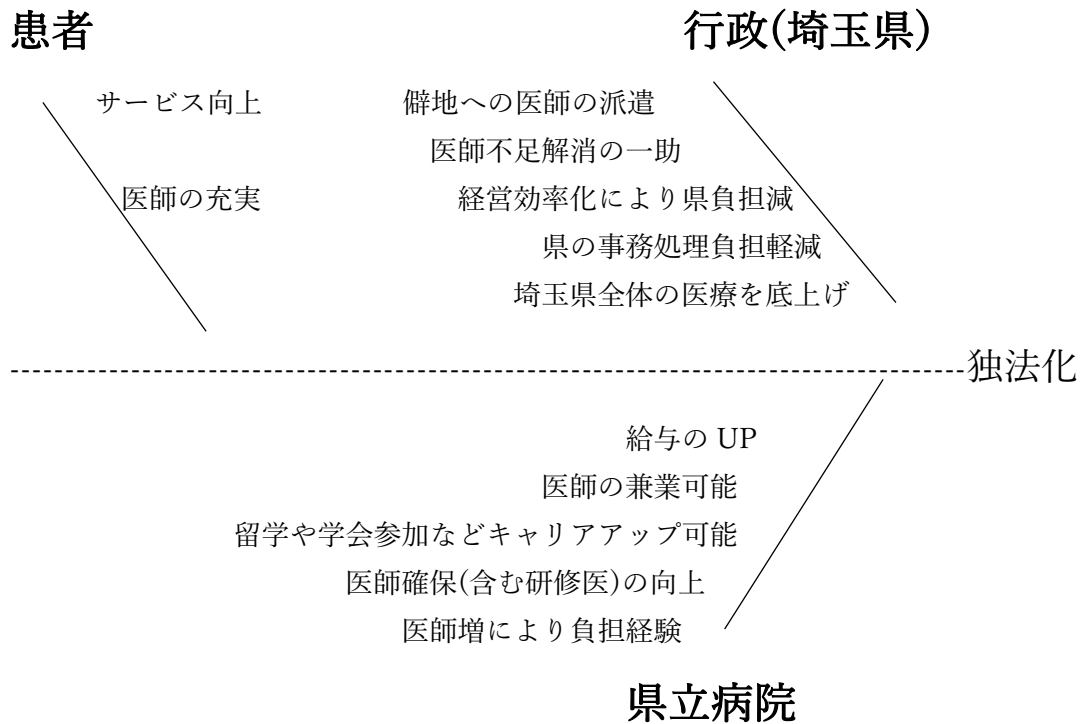 患者
行政(埼玉県)
サービス向上
医師の充実
僻地への医師の派遣
医師不足解消の一助
経営効率化により県負担減
県の事務処理負担軽減
埼玉県全体の医療を底上げ
独法化
給与の UP
医師の兼業可能
留学や学会参加などキャリアアップ可能
医師確保(含む研修医)の向上
医師増により負担経験
県立病院